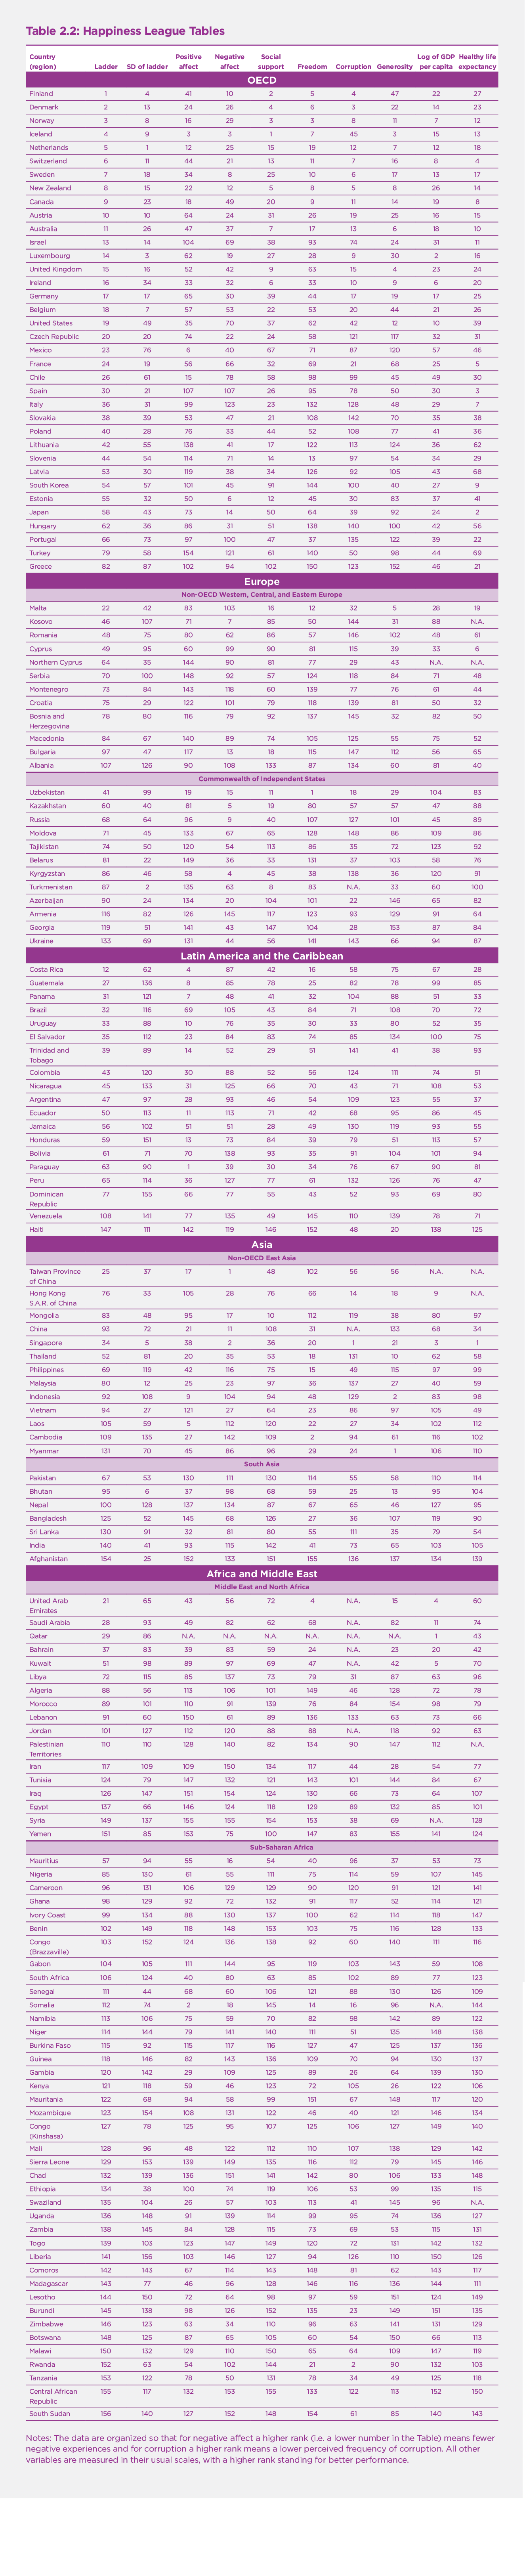 Table 2.2: Happiness League Tables
Country (region) Ladder SD of ladder Positive affect Negative affect Social support Freedom Corruption Generosity Log of GDP per capita Healthy life expectancy
OECD
Finland 1 4 41 10 2 5 4 47 22 27
Denmark 2 13 24 26 4 6 3 22 14 23
Norway 3 8 16 29 3 3 8 11 7 12
Iceland 4 9 3 3 1 7 45 3 15 13
Netherlands 5 1 12 25 15 19 12 7 12 18
Switzerland 6 11 44 21 13 11 7 16 8 4
Sweden 7 18 34 8 25 10 6 17 13 17
New Zealand 8 15 22 12 5 8 5 8 26 14
Canada 9 23 18 49 20 9 11 14 19 8
Austria 10 10 64 24 31 26 19 25 16 15
Australia 11 26 47 37 7 17 13 6 18 10
Israel 13 14 104 69 38 93 74 24 31 11
Luxembourg 14 3 62 19 27 28 9 30 2 16
United Kingdom 15 16 52 42 9 63 15 4 23 24
Ireland 16 34 33 32 6 33 10 9 6 20
Germany 17 17 65 30 39 44 17 19 17 25
Belgium 18 7 57 53 22 53 20 44 21 26
United States 19 49 35 70 37 62 42 12 10 39
Czech Republic 20 20 74 22 24 58 121 117 32 31
Mexico 23 76 6 40 67 71 87 120 57 46
France 24 19 56 66 32 69 21 68 25 5
Chile 26 61 15 78 58 98 99 45 49 30
Spain 30 21 107 107 26 95 78 50 30 3
Italy 36 31 99 123 23 132 128 48 29 7
Slovakia 38 39 53 47 21 108 142 70 35 38
Poland 40 28 76 33 44 52 108 77 41 36
Lithuania 42 55 138 41 17 122 113 124 36 62
Slovenia 44 54 114 71 14 13 97 54 34 29
Latvia 53 30 119 38 34 126 92 105 43 68
South Korea 54 57 101 45 91 144 100 40 27 9
Estonia 55 32 50 6 12 45 30 83 37 41
Japan 58 43 73 14 50 64 39 92 24 2
Hungary 62 36 86 31 51 138 140 100 42 56
Portugal 66 73 97 100 47 37 135 122 39 22
Turkey 79 58 154 121 61 140 50 98 44 69
Greece 82 87 102 94 102 150 123 152 46 21
Europe
Non-OECD Western, Central, and Eastern Europe
Malta 22 42 83 103 16 12 32 5 28 19
Kosovo 46 107 71 7 85 50 144 31 88 N.A.
Romania 48 75 80 62 86 57 146 102 48 61
Cyprus 49 95 60 99 90 81 115 39 33 6
Northern Cyprus 64 35 144 90 81 77 29 43 N.A. N.A.
Serbia 70 100 148 92 57 124 118 84 71 48
Montenegro 73 84 143 118 60 139 77 76 61 44
Croatia 75 29 122 101 79 118 139 81 50 32
Bosnia and
Herzegovina 78 80 116 79 92 137 145 32 82 50
Macedonia 84 67 140 89 74 105 125 55 75 52
Bulgaria 97 47 117 13 18 115 147 112 56 65
Albania 107 126 90 108 133 87 134 60 81 40
Commonwealth of Independent States
Uzbekistan 41 99 19 15 11 1 18 29 104 83
Kazakhstan 60 40 81 5 19 80 57 57 47 88
Russia 68 64 96 9 40 107 127 101 45 89
Moldova 71 45 133 67 65 128 148 86 109 86
Tajikistan 74 50 120 54 113 86 35 72 123 92
Belarus 81 22 149 36 33 131 37 103 58 76
Kyrgyzstan 86 46 58 4 45 38 138 36 120 91
Turkmenistan 87 2 135 63 8 83 N.A. 33 60 100
Azerbaijan 90 24 134 20 104 101 22 146 65 82
Armenia 116 82 126 145 117 123 93 129 91 64
Georgia 119 51 141 43 147 104 28 153 87 84
Ukraine 133 69 131 44 56 141 143 66 94 87
Latin America and the Caribbean
Costa Rica 12 62 4 87 42 16 58 75 67 28
Guatemala 27 136 8 85 78 25 82 78 99 85
Panama 31 121 7 48 41 32 104 88 51 33
Brazil 32 116 69 105 43 84 71 108 70 72
Uruguay 33 88 10 76 35 30 33 80 52 35
El Salvador 35 112 23 84 83 74 85 134 100 75
Trinidad and
Tobago 39 89 14 52 29 51 141 41 38 93
Colombia 43 120 30 88 52 56 124 111 74 51
Nicaragua 45 133 31 125 66 70 43 71 108 53
Argentina 47 97 28 93 46 54 109 123 55 37
Ecuador 50 113 11 113 71 42 68 95 86 45
Jamaica 56 102 51 51 28 49 130 119 93 55
Honduras 59 151 13 73 84 39 79 51 113 57
Bolivia 61 71 70 138 93 35 91 104 101 94
Paraguay 63 90 1 39 30 34 76 67 90 81
Peru 65 114 36 127 77 61 132 126 76 47
Dominican
Republic 77 155 66 77 55 43 52 93 69 80
Venezuela 108 141 77 135 49 145 110 139 78 71
Haiti 147 111 142 119 146 152 48 20 138 125
Asia
Non-OECD East Asia
Taiwan Province
of China 25 37 17 1 48 102 56 56 N.A. N.A.
Hong Kong
S.A.R. of China 76 33 105 28 76 66 14 18 9 N.A.
Mongolia 83 48 95 17 10 112 119 38 80 97
China 93 72 21 11 108 31 N.A. 133 68 34
Singapore 34 5 38 2 36 20 1 21 3 1
Thailand 52 81 20 35 53 18 131 10 62 58
Philippines 69 119 42 116 75 15 49 115 97 99
Malaysia 80 12 25 23 97 36 137 27 40 59
Indonesia 92 108 9 104 94 48 129 2 83 98
Vietnam 94 27 121 27 64 23 86 97 105 49
Laos 105 59 5 112 120 22 27 34 102 112
Cambodia 109 135 27 142 109 2 94 61 116 102
Myanmar 131 70 45 86 96 29 24 1 106 110
South Asia
Pakistan 67 53 130 111 130 114 55 58 110 114
Bhutan 95 6 37 98 68 59 25 13 95 104
Nepal 100 128 137 134 87 67 65 46 127 95
Bangladesh 125 52 145 68 126 27 36 107 119 90
Sri Lanka 130 91 32 81 80 55 111 35 79 54
India 140 41 93 115 142 41 73 65 103 105
Afghanistan 154 25 152 133 151 155 136 137 134 139
Africa and Middle East
Middle East and North Africa
United Arab
Emirates 21 65 43 56 72 4 N.A. 15 4 60
Saudi Arabia 28 93 49 82 62 68 N.A. 82 11 74
Qatar 29 86 N.A. N.A. N.A. N.A. N.A. N.A. 1 43
Bahrain 37 83 39 83 59 24 N.A. 23 20 42
Kuwait 51 98 89 97 69 47 N.A. 42 5 70
Libya 72 115 85 137 73 79 31 87 63 96
Algeria 88 56 113 106 101 149 46 128 72 78
Morocco 89 101 110 91 139 76 84 154 98 79
Lebanon 91 60 150 61 89 136 133 63 73 66
Jordan 101 127 112 120 88 88 N.A. 118 92 63
Palestinian
Territories 110 110 128 140 82 134 90 147 112 N.A.
Iran 117 109 109 150 134 117 44 28 54 77
Tunisia 124 79 147 132 121 143 101 144 84 67
Iraq 126 147 151 154 124 130 66 73 64 107
Egypt 137 66 146 124 118 129 89 132 85 101
Syria 149 137 155 155 154 153 38 69 N.A. 128
Yemen 151 85 153 75 100 147 83 155 141 124
Sub-Saharan Africa
Mauritius 57 94 55 16 54 40 96 37 53 73
Nigeria 85 130 61 55 111 75 114 59 107 145
Cameroon 96 131 106 129 129 90 120 91 121 141
Ghana 98 129 92 72 132 91 117 52 114 121
Ivory Coast 99 134 88 130 137 100 62 114 118 147
Benin 102 149 118 148 153 103 75 116 128 133
Congo
(Brazzaville) 103 152 124 136 138 92 60 140 111 116
Gabon 104 105 111 144 95 119 103 143 59 108
South Africa 106 124 40 80 63 85 102 89 77 123
Senegal 111 44 68 60 106 121 88 130 126 109
Somalia 112 74 2 18 145 14 16 96 N.A. 144
Namibia 113 106 75 59 70 82 98 142 89 122
Niger 114 144 79 141 140 111 51 135 148 138
Burkina Faso 115 92 115 117 116 127 47 125 137 136
Guinea 118 146 82 143 136 109 70 94 130 137
Gambia 120 142 29 109 125 89 26 64 139 130
Kenya 121 118 59 46 123 72 105 26 122 106
Mauritania 122 68 94 58 99 151 67 148 117 120
Mozambique 123 154 108 131 122 46 40 121 146 134
Congo
(Kinshasa) 127 78 125 95 107 125 106 127 149 140
Mali 128 96 48 122 112 110 107 138 129 142
Sierra Leone 129 153 139 149 135 116 112 79 145 146
Chad 132 139 136 151 141 142 80 106 133 148
Ethiopia 134 38 100 74 119 106 53 99 135 115
Swaziland 135 104 26 57 103 113 41 145 96 N.A.
Uganda 136 148 91 139 114 99 95 74 136 127
Zambia 138 145 84 128 115 73 69 53 115 131
Togo 139 103 123 147 149 120 72 131 142 132
Liberia 141 156 103 146 127 94 126 110 150 126
Comoros 142 143 67 114 143 148 81 62 143 117
Madagascar 143 77 46 96 128 146 116 136 144 111
Lesotho 144 150 72 64 98 97 59 151 124 149
Burundi 145 138 98 126 152 135 23 149 151 135
Zimbabwe 146 123 63 34 110 96 63 141 131 129
Botswana 148 125 87 65 105 60 54 150 66 113
Malawi 150 132 129 110 150 65 64 109 147 119
Rwanda 152 63 54 102 144 21 2 90 132 103
Tanzania 153 122 78 50 131 78 34 49 125 118
Central African
Republic 155 117 132 153 155 133 122 113 152 150
South Sudan 156 140 127 152 148 154 61 85 140 143
Notes: The data are organized so that for negative affect a higher rank (i.e. a lower number in the Table) means fewer
negative experiences and for corruption a higher rank means a lower perceived frequency of corruption. All other
variables are measured in their usual scales, with a higher rank standing for better performance.